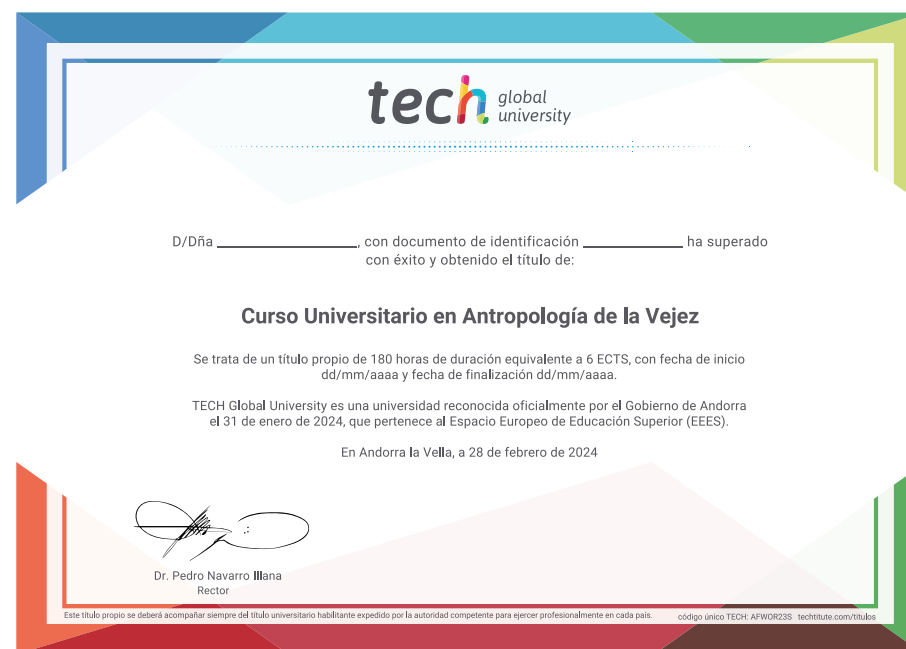 tech global university
D/Dña ____________, con documento de identificación ____________ ha superado
con éxito y obtenido el título de:
Curso Universitario en Antropología de la Vejez
Se trata de un título propio de 180 horas de duración equivalente a 6 ECTS, con fecha de inicio
dd/mm/aaaa y fecha de finalización dd/mm/aaaa.
TECH Global University es una universidad reconocida oficialmente por el Gobierno de Andorra
el 31 de enero de 2024, que pertenece al Espacio Europeo de Educación Superior (EEES).
En Andorra la Vella, a 28 de febrero de 2024
Dr. Pedro Navarro Illana
Rector
Este título propio se deberá acompañar siempre del título universitario habilitante expedido por la autoridad competente para ejercer profesionalmente en cada país. código único TECH: AFWOR23S techtitute.com/titulos